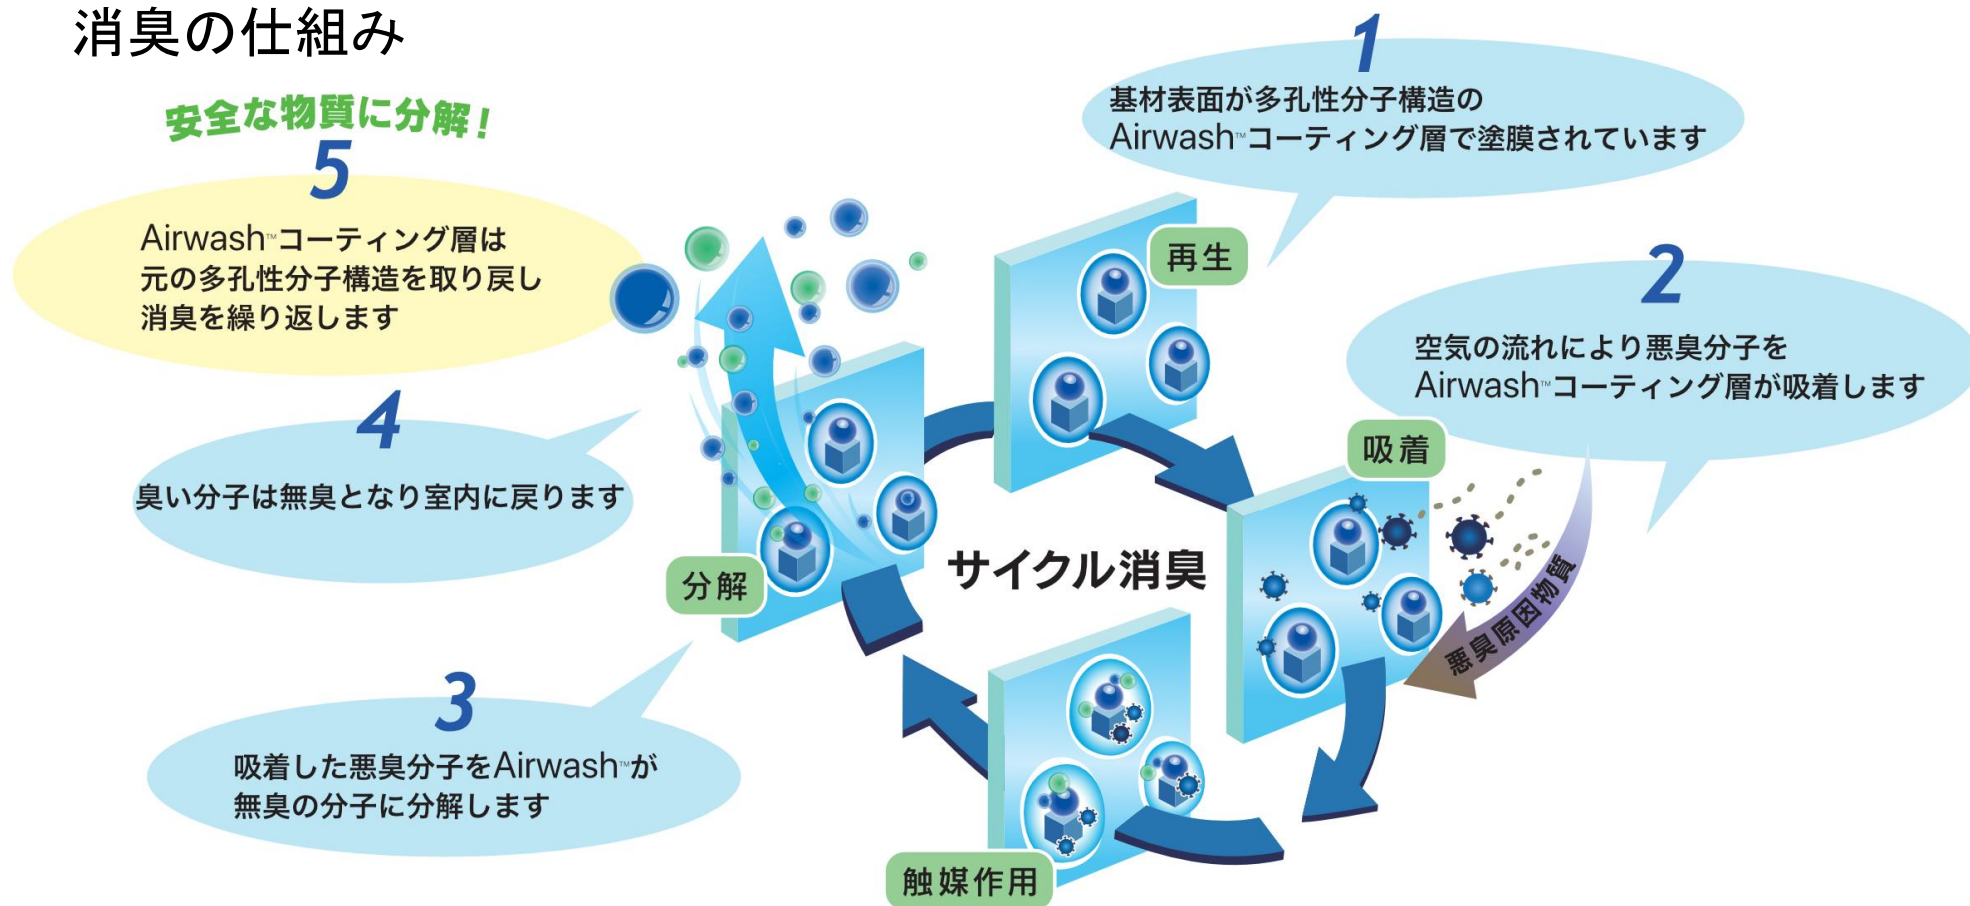 消臭の仕組み
1
基材表面が多孔性分子構造の
Airwash™コーティング層で塗膜されています
再生
2
空気の流れにより悪臭分子を
Airwash™コーティング層が吸着します
吸着
悪臭原因物質
サイクル消臭
触媒作用
3
吸着した悪臭分子をAirwash™が
無臭の分子に分解します
分解
4
臭い分子は無臭となり室内に戻ります
安全な物質に分解!
5
Airwash™コーティング層は
元の多孔性分子構造を取り戻し
消臭を繰り返します